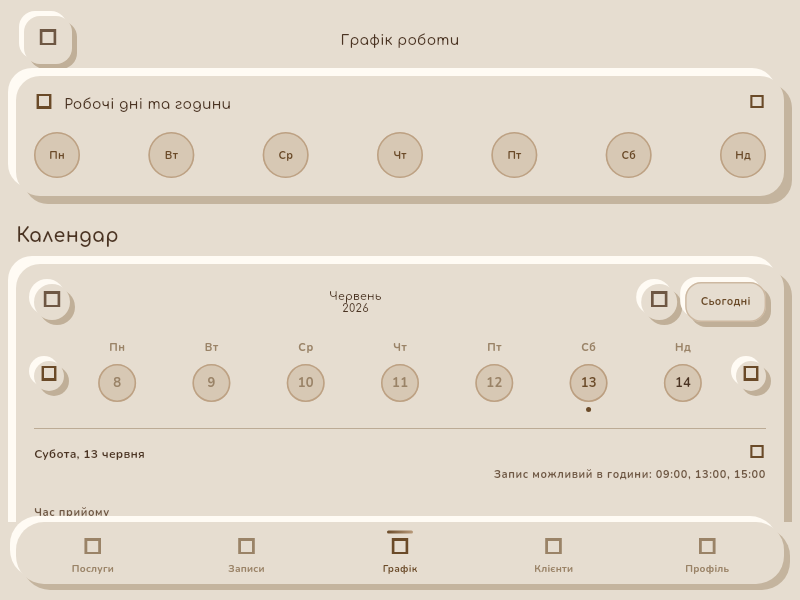 Графік роботи
Робочі дні та години
Пн Вт Ср Чт Пт Сб Нд
Календар
Червень
2026
Сьогодні
Пн Вт Ср Чт Пт Сб Нд
8 9 10 11 12 13 14
Субота, 13 червня
Запис можливий в години: 09:00, 13:00, 15:00
Час прийому
Послуги Записи Графік Клієнти Профіль